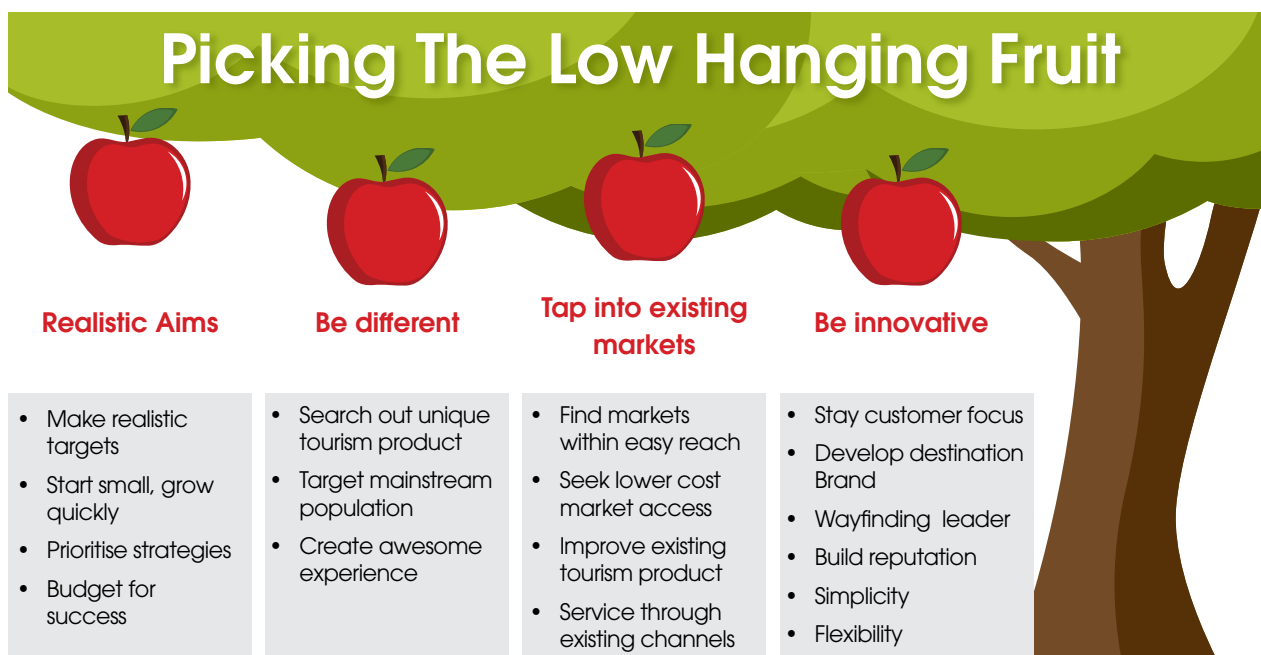 Picking The Low Hanging Fruit
Realistic Aims
• Make realistic
targets
• Start small, grow
quickly
• Prioritise strategies
• Budget for
success
Be different
• Search out unique
tourism product
• Target mainstream
population
• Create awesome
experience
Tap into existing
markets
• Find markets
within easy reach
• Seek lower cost
market access
• Improve existing
tourism product
• Service through
existing channels
Be innovative
• Stay customer focus
• Develop destination
Brand
• Wayfinding leader
• Build reputation
• Simplicity
• Flexibility